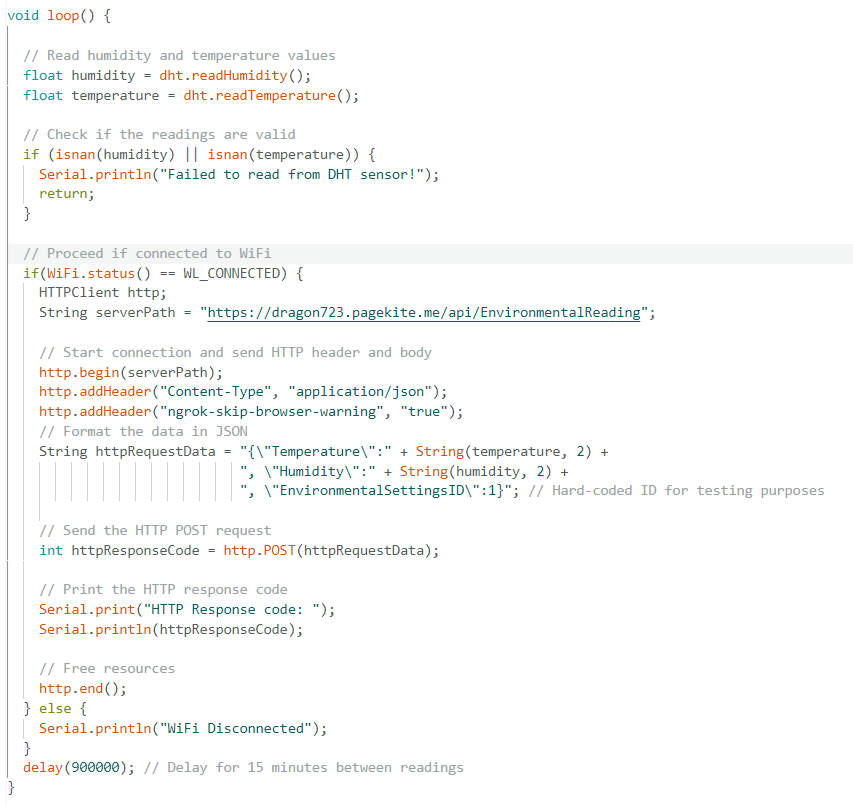 void loop() {
// Read humidity and temperature values
float humidity = dht.readHumidity();
float temperature = dht.readTemperature();
// Check if the readings are valid
if (isnan(humidity) || isnan(temperature)) {
Serial.println("Failed to read from DHT sensor!");
return;
}
// Proceed if connected to WiFi
if(WiFi.status() == WL_CONNECTED) {
HTTPClient http;
String serverPath = "https://dragon723.pagekite.me/api/EnvironmentalReading";
// Start connection and send HTTP header and body
http.begin(serverPath);
http.addHeader("Content-Type", "application/json");
http.addHeader("ngrok-skip-browser-warning", "true");
// Format the data in JSON
String httpRequestData = "{\"Temperature\":" + String(temperature, 2) +
", \"Humidity\":" + String(humidity, 2) +
", \"EnvironmentalSettingsID\":1}"; // Hard-coded ID for testing purposes
// Send the HTTP POST request
int httpResponseCode = http.POST(httpRequestData);
// Print the HTTP response code
Serial.print("HTTP Response code: ");
Serial.println(httpResponseCode);
// Free resources
http.end();
} else {
Serial.println("WiFi Disconnected");
}
delay(900000); // Delay for 15 minutes between readings
}